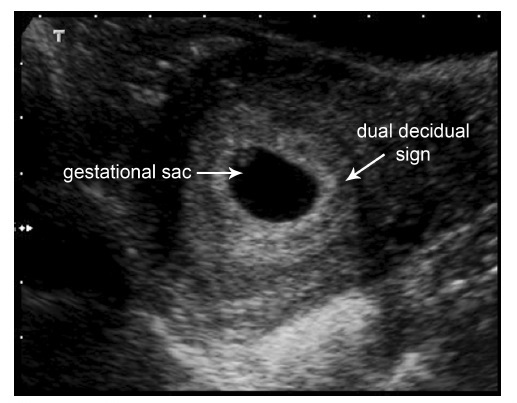 T
dual decidual
sign
gestational sac